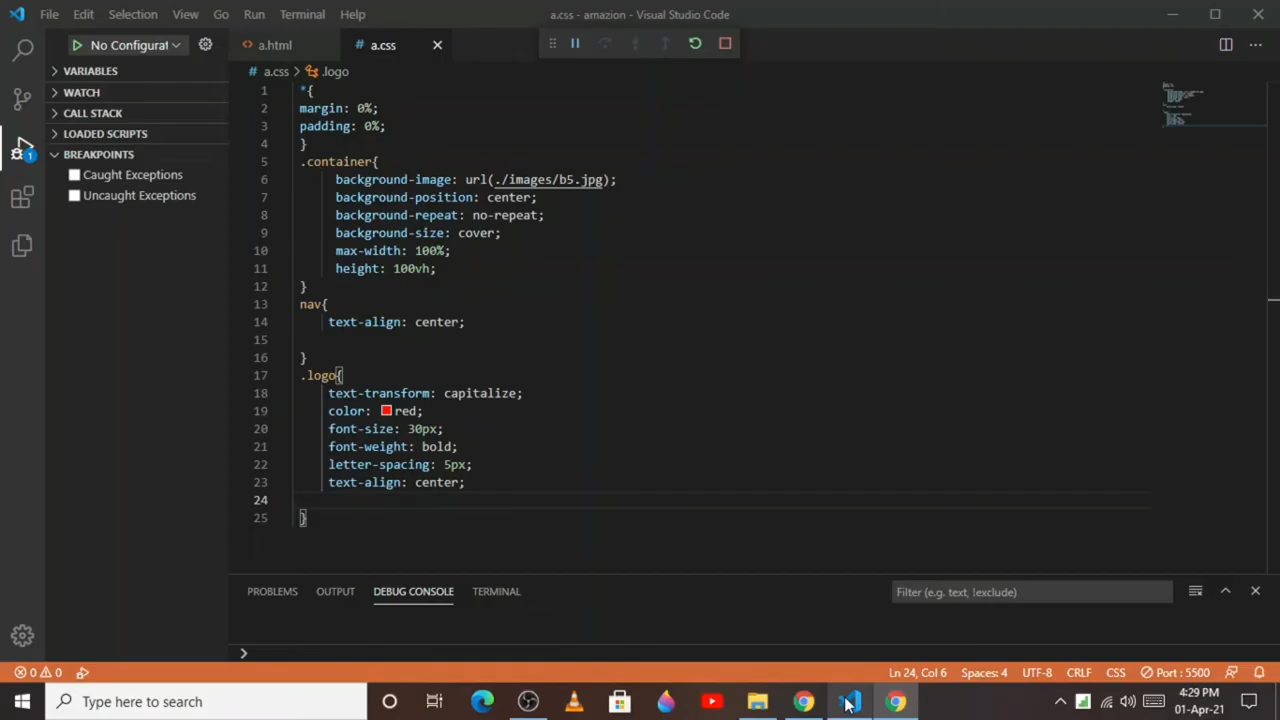 File Edit Selection View Go Run Terminal Help a.css - amazion - Visual Studio Code
No Configurat a.html # a.css
VARIABLES
WATCH
CALL STACK
LOADED SCRIPTS
BREAKPOINTS
Caught Exceptions
Uncaught Exceptions
1
# a.css > .logo
1 *{
2 margin: 0%;
3 padding: 0%;
4 }
5 .container{
6 background-image: url(./images/b5.jpg);
7 background-position: center;
8 background-repeat: no-repeat;
9 background-size: cover;
10 max-width: 100%;
11 height: 100vh;
12 }
13 nav{
14 text-align: center;
15
16 }
17 .logo{
18 text-transform: capitalize;
19 color: red;
20 font-size: 30px;
21 font-weight: bold;
22 letter-spacing: 5px;
23 text-align: center;
24
25 }
PROBLEMS OUTPUT DEBUG CONSOLE TERMINAL Filter (e.g. text, !exclude)
0 0 Ln 24, Col 6 Spaces: 4 UTF-8 CRLF CSS Port : 5500
Type here to search
4:29 PM
01-Apr-21